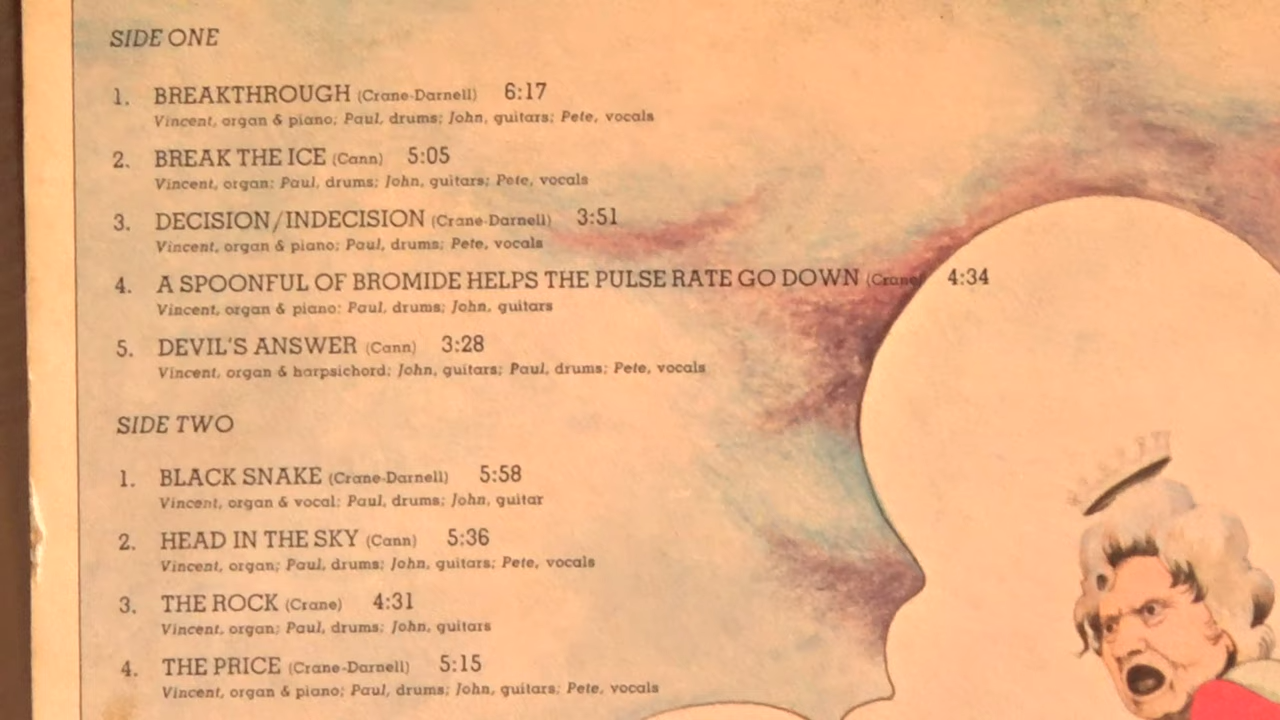 SIDE ONE
1. BREAKTHROUGH (Crane-Darnell) 6:17
Vincent, organ & piano; Paul, drums; John, guitars; Pete, vocals
2. BREAK THE ICE (Cann) 5:05
Vincent, organ; Paul, drums; John, guitars; Pete, vocals
3. DECISION/INDECISION (Crane-Darnell) 3:51
Vincent, organ & piano; Paul, drums; Pete, vocals
4. A SPOONFUL OF BROMIDE HELPS THE PULSE RATE GO DOWN (Crane) 4:34
Vincent, organ & piano; Paul, drums; John, guitars
5. DEVIL'S ANSWER (Cann) 3:28
Vincent, organ & harpsichord; John, guitars; Paul, drums; Pete, vocals
SIDE TWO
1. BLACK SNAKE (Crane-Darnell) 5:58
Vincent, organ & vocal; Paul, drums; John, guitar
2. HEAD IN THE SKY (Cann) 5:36
Vincent, organ; Paul, drums; John, guitars; Pete, vocals
3. THE ROCK (Crane) 4:31
Vincent, organ; Paul, drums; John, guitars
4. THE PRICE (Crane-Darnell) 5:15
Vincent, organ & piano; Paul, drums; John, guitars; Pete, vocals